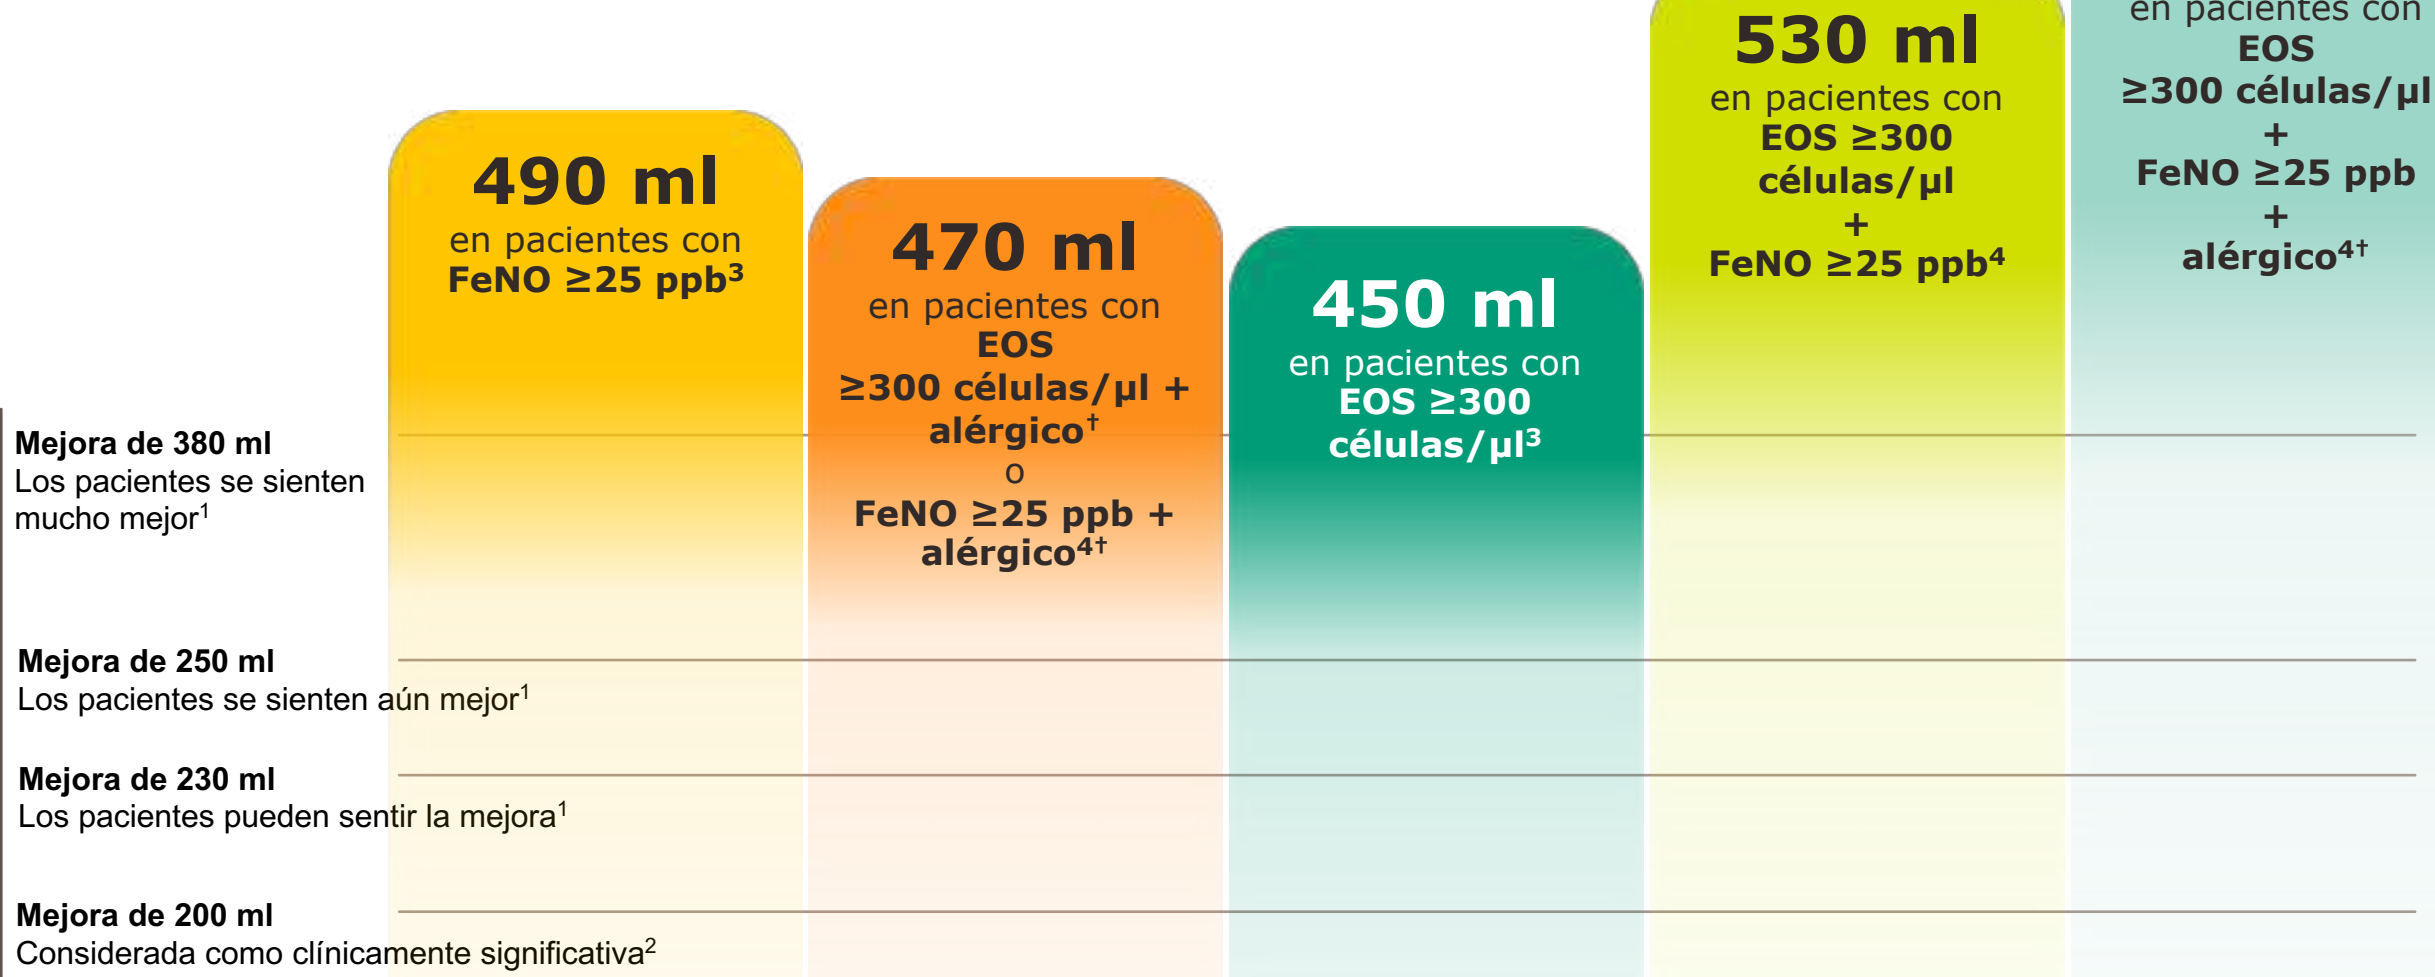 490 ml
en pacientes con
FeNO ≥25 ppb³
470 ml
en pacientes con
EOS
≥300 células/µl +
alérgico†
o
FeNO ≥25 ppb +
alérgico⁴†
450 ml
en pacientes con
EOS ≥300
células/µl³
530 ml
en pacientes con
EOS ≥300
células/µl
+
FeNO ≥25 ppb⁴
en pacientes con
EOS
≥300 células/µl
+
FeNO ≥25 ppb
+
alérgico⁴†
Mejora de 380 ml
Los pacientes se sienten
mucho mejor¹
Mejora de 250 ml
Los pacientes se sienten aún mejor¹
Mejora de 230 ml
Los pacientes pueden sentir la mejora¹
Mejora de 200 ml
Considerada como clínicamente significativa²